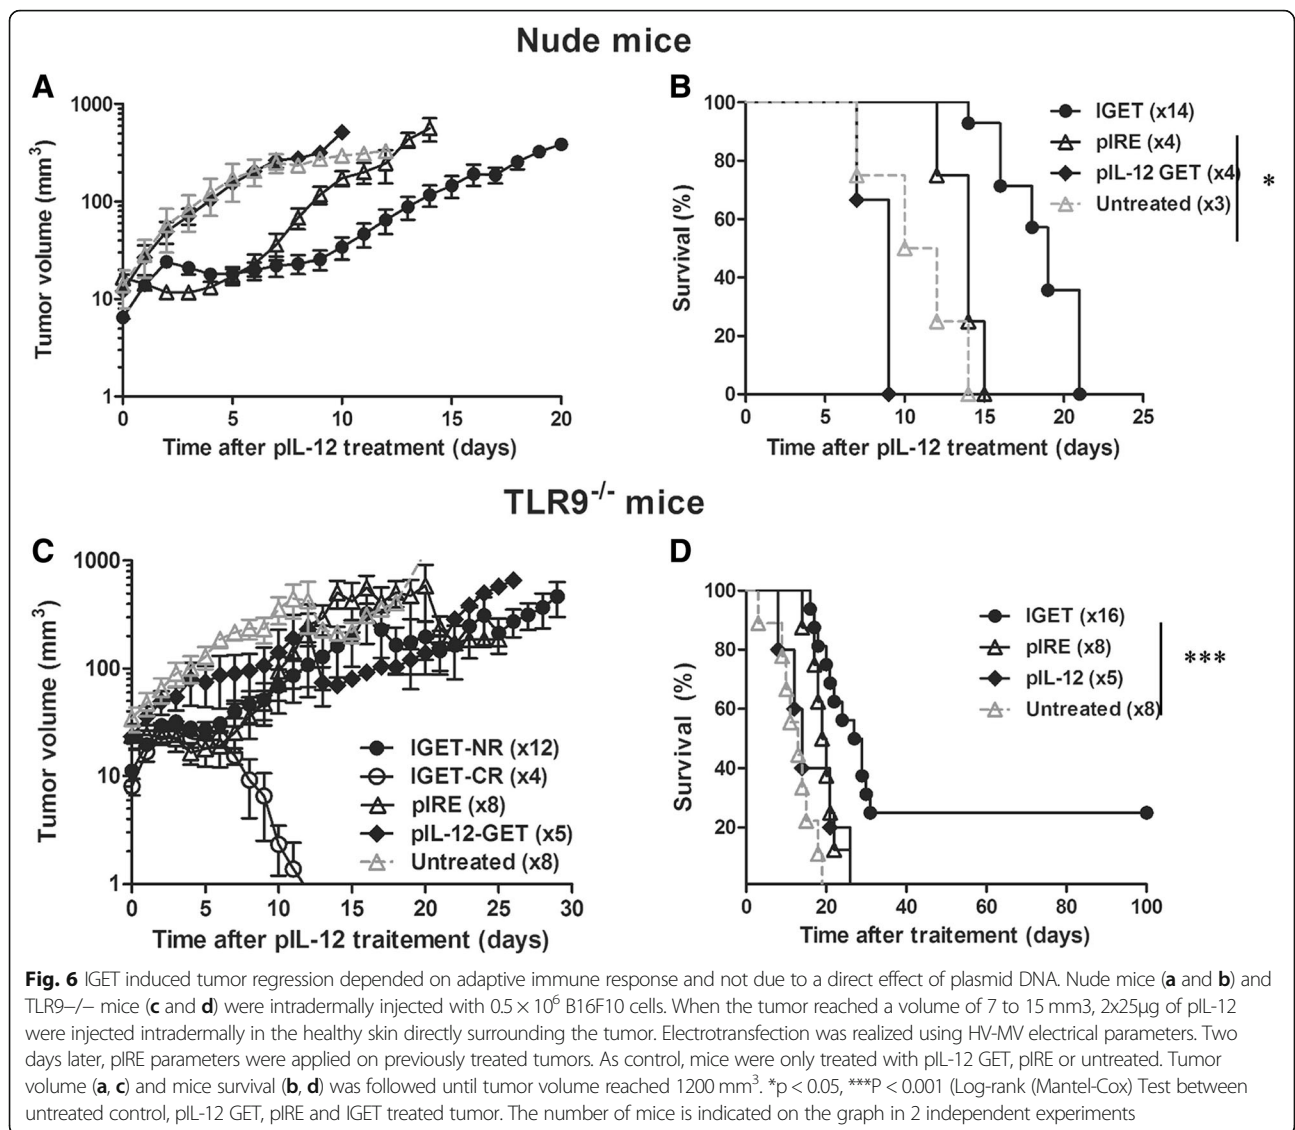 Nude mice
A
1000
100
10
1
Tumor volume (mm³)
0 5 10 15 20
Time after pIL-12 treatment (days)
B
100
80
60
40
20
0
Survival (%)
IGET (x14)
pIRE (x4)
pIL-12 GET (x4)
Untreated (x3)
*
0 5 10 15 20 25
Time after pIL-12 treatment (days)
TLR9⁻/⁻ mice
C
1000
100
10
1
Tumor volume (mm³)
IGET-NR (x12)
IGET-CR (x4)
pIRE (x8)
pIL-12-GET (x5)
Untreated (x8)
0 5 10 15 20 25 30
Time after pIL-12 traitement (days)
D
100
80
60
40
20
Survival (%)
IGET (x16)
pIRE (x8)
pIL-12 (x5)
Untreated (x8)
***
0 20 40 60 80 100
Time after traitement (days)
Fig. 6 IGET induced tumor regression depended on adaptive immune response and not due to a direct effect of plasmid DNA. Nude mice (a and b) and
TLR9−/− mice (c and d) were intradermally injected with 0.5 × 10⁶ B16F10 cells. When the tumor reached a volume of 7 to 15 mm3, 2x25μg of pIL-12
were injected intradermally in the healthy skin directly surrounding the tumor. Electrotransfection was realized using HV-MV electrical parameters. Two
days later, pIRE parameters were applied on previously treated tumors. As control, mice were only treated with pIL-12 GET, pIRE or untreated. Tumor
volume (a, c) and mice survival (b, d) was followed until tumor volume reached 1200 mm³. *p < 0.05, ***P < 0.001 (Log-rank (Mantel-Cox) Test between
untreated control, pIL-12 GET, pIRE and IGET treated tumor. The number of mice is indicated on the graph in 2 independent experiments